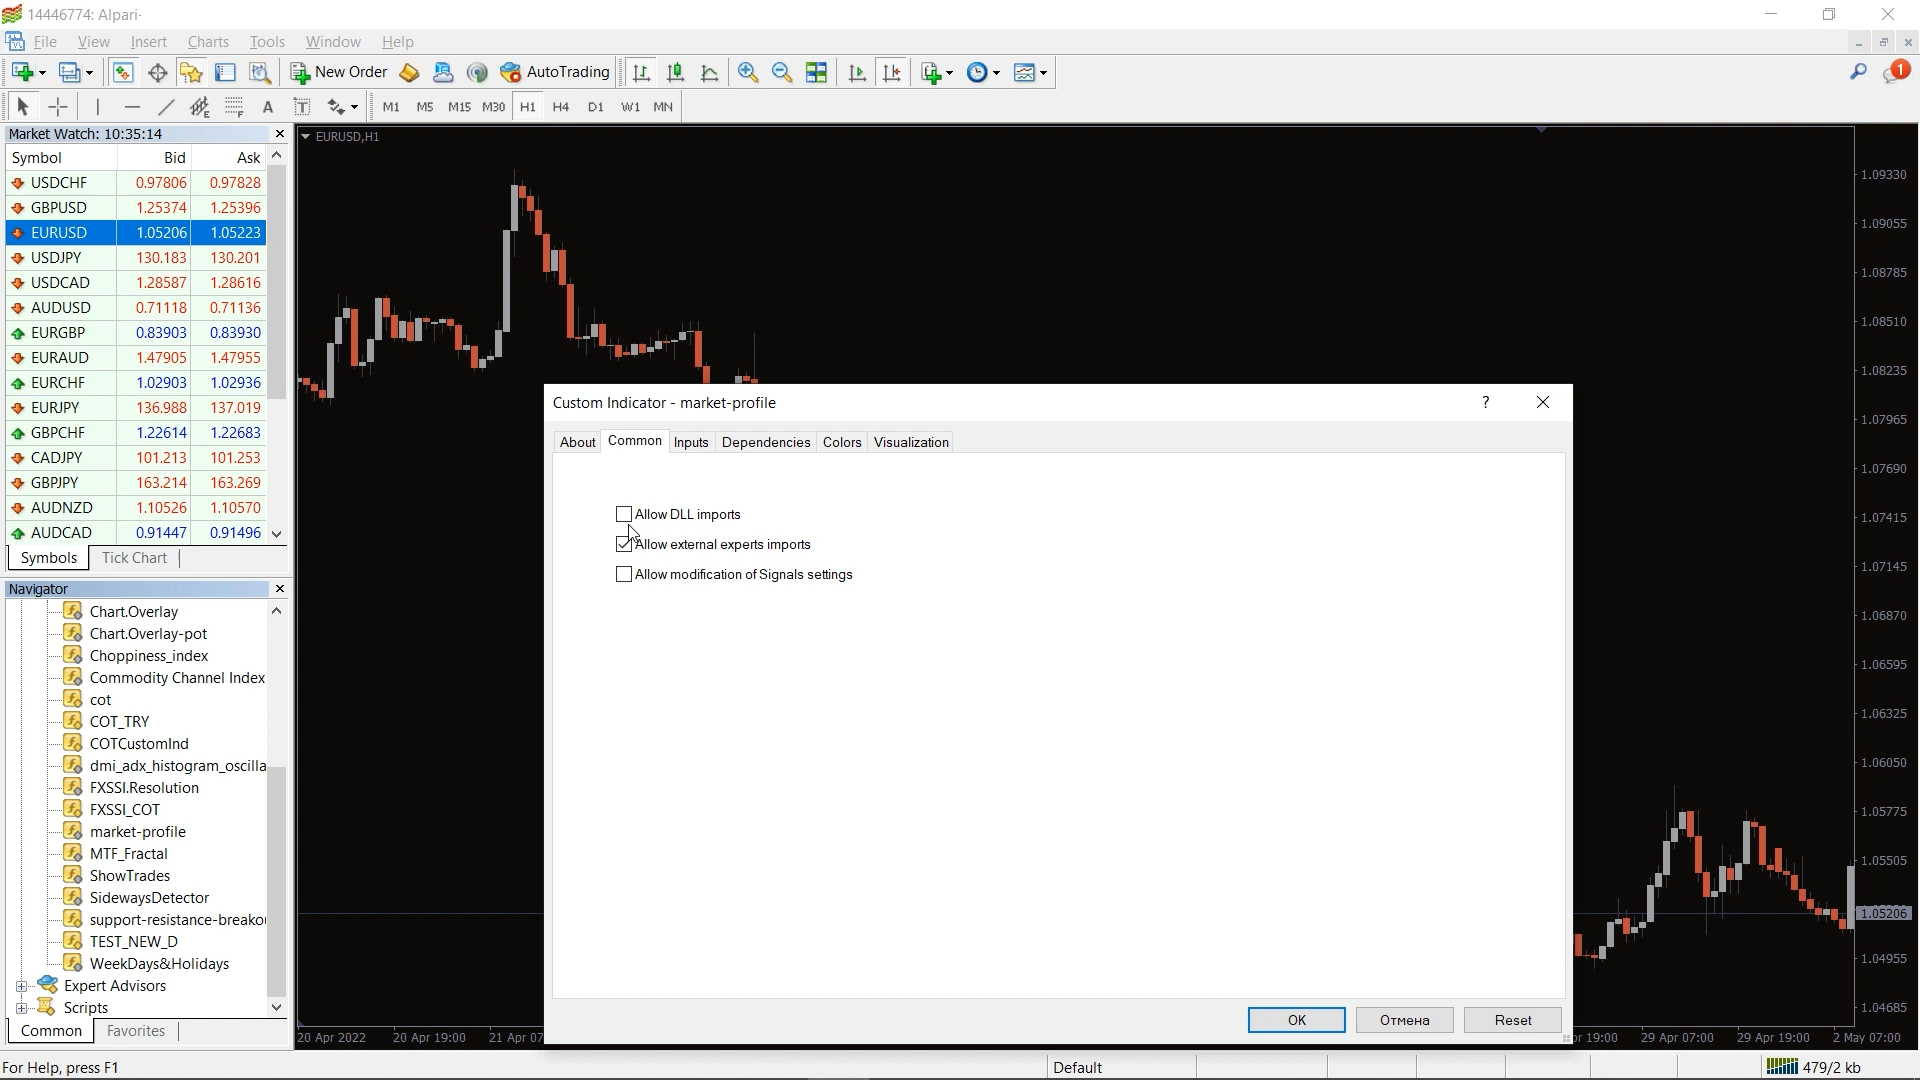 14446774: Alpari-
File View Insert Charts Tools Window Help
New Order AutoTrading 1
A T M1 M5 M15 M30 H1 H4 D1 W1 MN
Market Watch: 10:35:14
Symbol Bid Ask
USDCHF 0.97806 0.97828
GBPUSD 1.25374 1.25396
EURUSD 1.05206 1.05223
USDJPY 130.183 130.201
USDCAD 1.28587 1.28616
AUDUSD 0.71118 0.71136
EURGBP 0.83903 0.83930
EURAUD 1.47905 1.47955
EURCHF 1.02903 1.02936
EURJPY 136.988 137.019
GBPCHF 1.22614 1.22683
CADJPY 101.213 101.253
GBPJPY 163.214 163.269
AUDNZD 1.10526 1.10570
AUDCAD 0.91447 0.91496
Symbols Tick Chart
Navigator
Chart.Overlay
Chart.Overlay-pot
Choppiness_index
Commodity Channel Index
cot
COT_TRY
COTCustomInd
dmi_adx_histogram_oscilla
FXSSI.Resolution
FXSSI_COT
market-profile
MTF_Fractal
ShowTrades
SidewaysDetector
support-resistance-breakou
TEST_NEW_D
WeekDays&Holidays
Expert Advisors
Scripts
Common Favorites
EURUSD,H1
1.09330
1.09055
1.08785
1.08510
1.08235
1.07965
1.07690
1.07415
1.07145
1.06870
1.06595
1.06325
1.06050
1.05775
1.05505
1.05206
1.04955
1.04685
Custom Indicator - market-profile ?
About Common Inputs Dependencies Colors Visualization
Allow DLL imports
Allow external experts imports
Allow modification of Signals settings
OK Отмена Reset
20 Apr 2022 20 Apr 19:00 21 Apr 07 pr 19:00 29 Apr 07:00 29 Apr 19:00 2 May 07:00
For Help, press F1 Default 479/2 kb